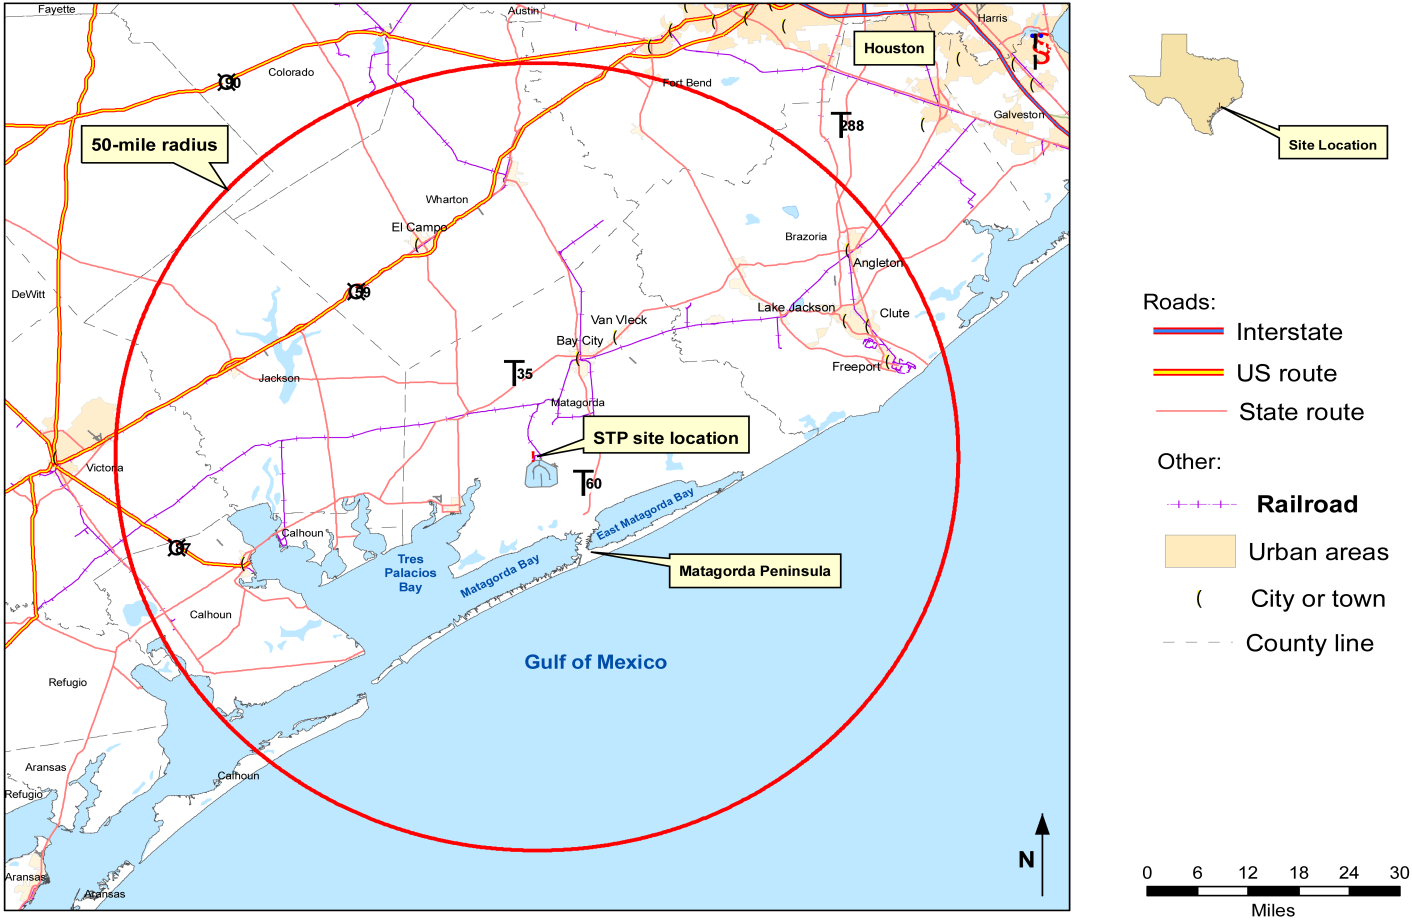 Fayette
Austin
Harris
Houston
Colorado
90
Fort Bend
Galveston
288
50-mile radius
Site Location
Wharton
El Campo
Brazoria
Angleton
DeWitt
59
Lake Jackson
Clute
Van Vleck
Bay City
Freeport
T35
Jackson
Matagorda
STP site location
Victoria
T60
East Matagorda Bay
Calhoun
87
Tres
Palacios
Bay
Matagorda Bay
Matagorda Peninsula
Calhoun
Gulf of Mexico
Refugio
Aransas
Calhoun
Refugio
Aransas
Aransas
N
Roads:
Interstate
US route
State route
Other:
Railroad
Urban areas
City or town
County line
0 6 12 18 24 30
Miles